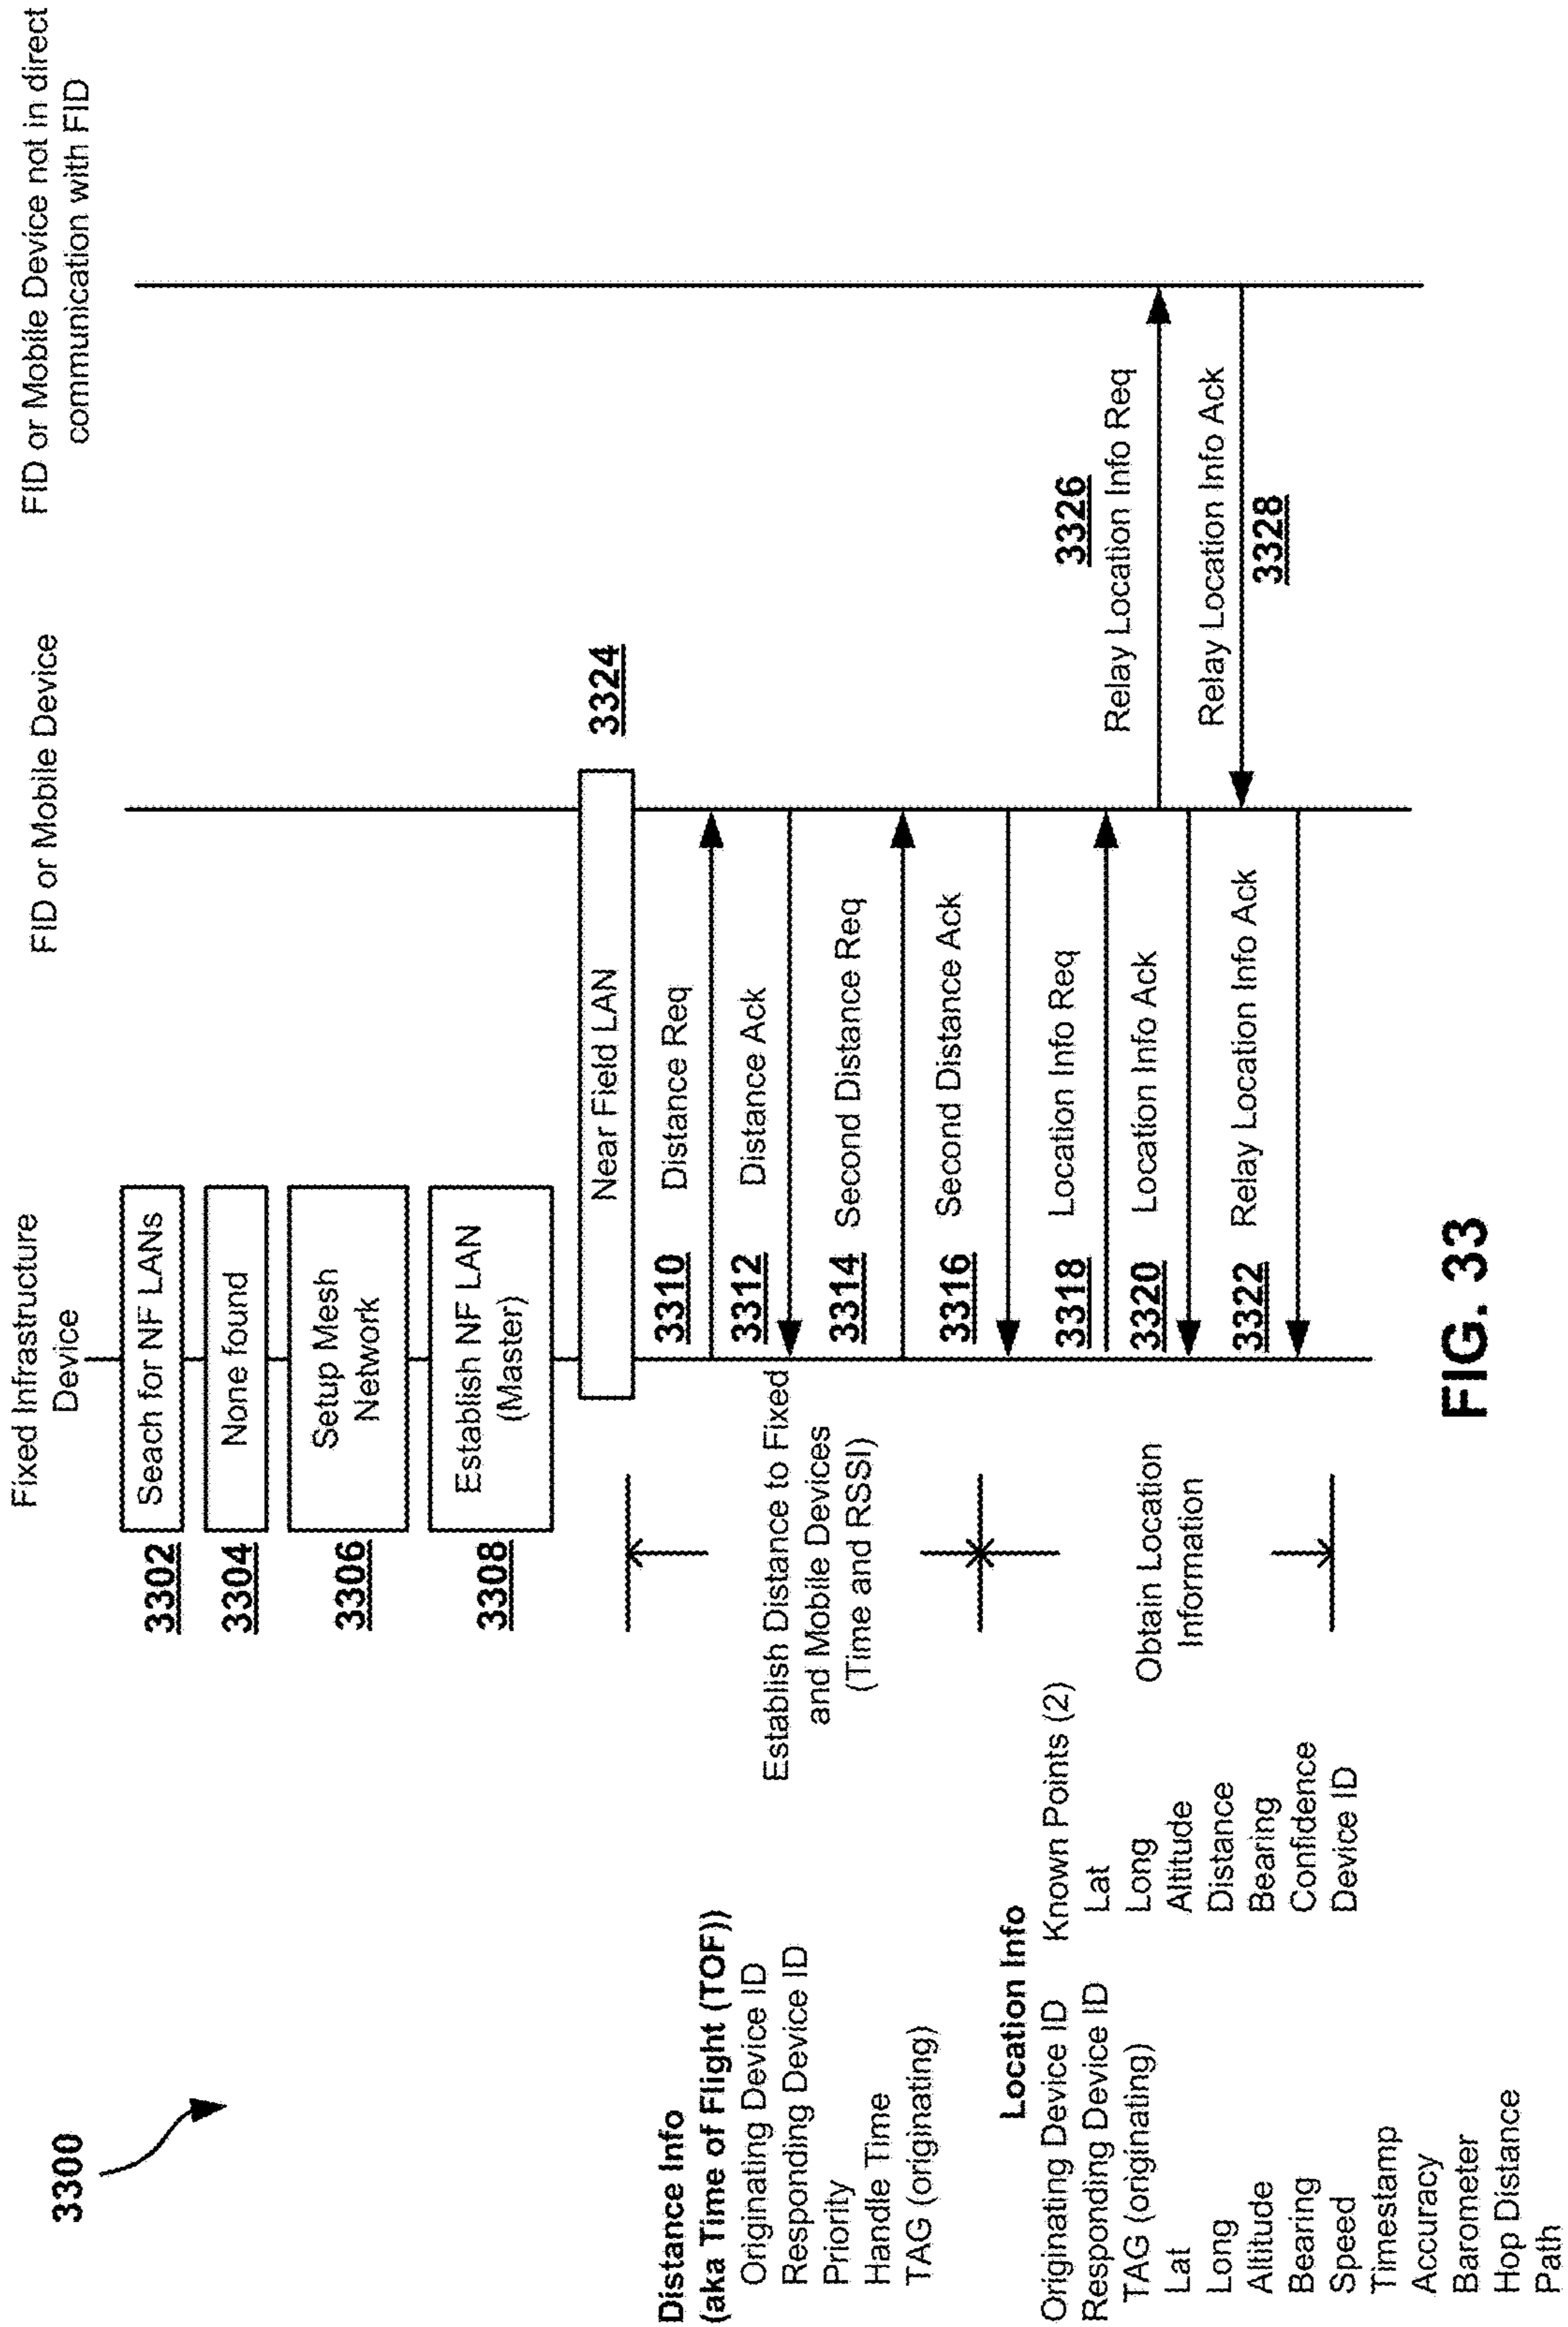 3300
Fixed Infrastructure
Device
FID or Mobile Device
FID or Mobile Device not in direct
communication with FID
3302
Seach for NF LANs
3304
None found
3306
Setup Mesh
Network
3308
Establish NF LAN
(Master)
Near Field LAN
3324
Distance Info
(aka Time of Flight (TOF))
Originating Device ID
Responding Device ID
Priority
Handle Time
TAG (originating)
Establish Distance to Fixed
and Mobile Devices
(Time and RSSI)
3310
Distance Req
3312
Distance Ack
3314
Second Distance Req
3316
Second Distance Ack
Location Info
Originating Device ID
Responding Device ID
TAG (originating)
Lat
Long
Altitude
Bearing
Speed
Timestamp
Accuracy
Barometer
Hop Distance
Path
Known Points (2)
Lat
Long
Altitude
Distance
Bearing
Confidence
Device ID
Obtain Location
Information
3318
Location Info Req
3320
Location Info Ack
3322
Relay Location Info Ack
3326
Relay Location Info Req
Relay Location Info Ack
3328
FIG. 33